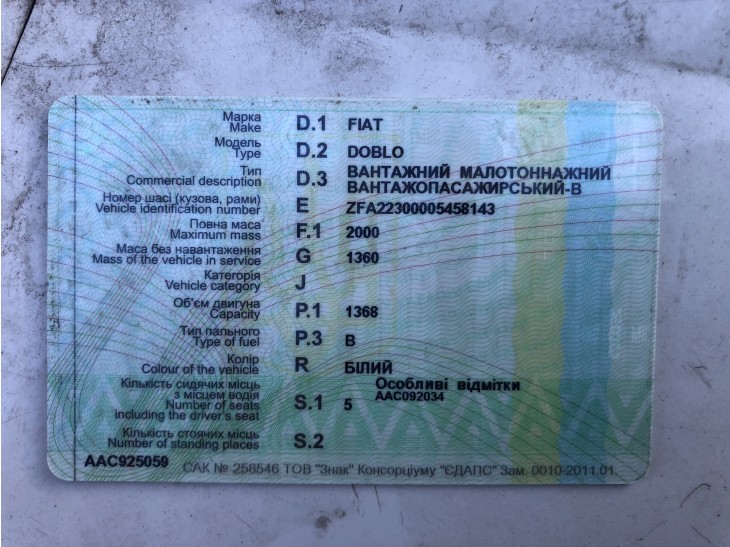 Марка
Make D.1 FIAT
Модель
Type D.2 DOBLO
Тип
Commercial description D.3 ВАНТАЖНИЙ МАЛОТОННАЖНИЙ
ВАНТАЖОПАСАЖИРСЬКИЙ-В
Номер шасі (кузова, рами)
Vehicle identification number E ZFA22300005458143
Повна маса
Maximum mass F.1 2000
Маса без навантаження
Mass of the vehicle in service G 1360
Категорія
Vehicle category J
Об'єм двигуна
Capacity P.1 1368
Тип пального
Type of fuel P.3 B
Колір
Colour of the vehicle R БІЛИЙ
Кількість сидячих місць
з місцем водія
Number of seats
including the driver's seat S.1 5
Особливі відмітки
ААС092034
Кількість стоячих місць
Number of standing places S.2
ААС925059
САК № 258546 ТОВ "Знак" Консорціуму "ЄДАПС" Зам. 0010-2011.01.